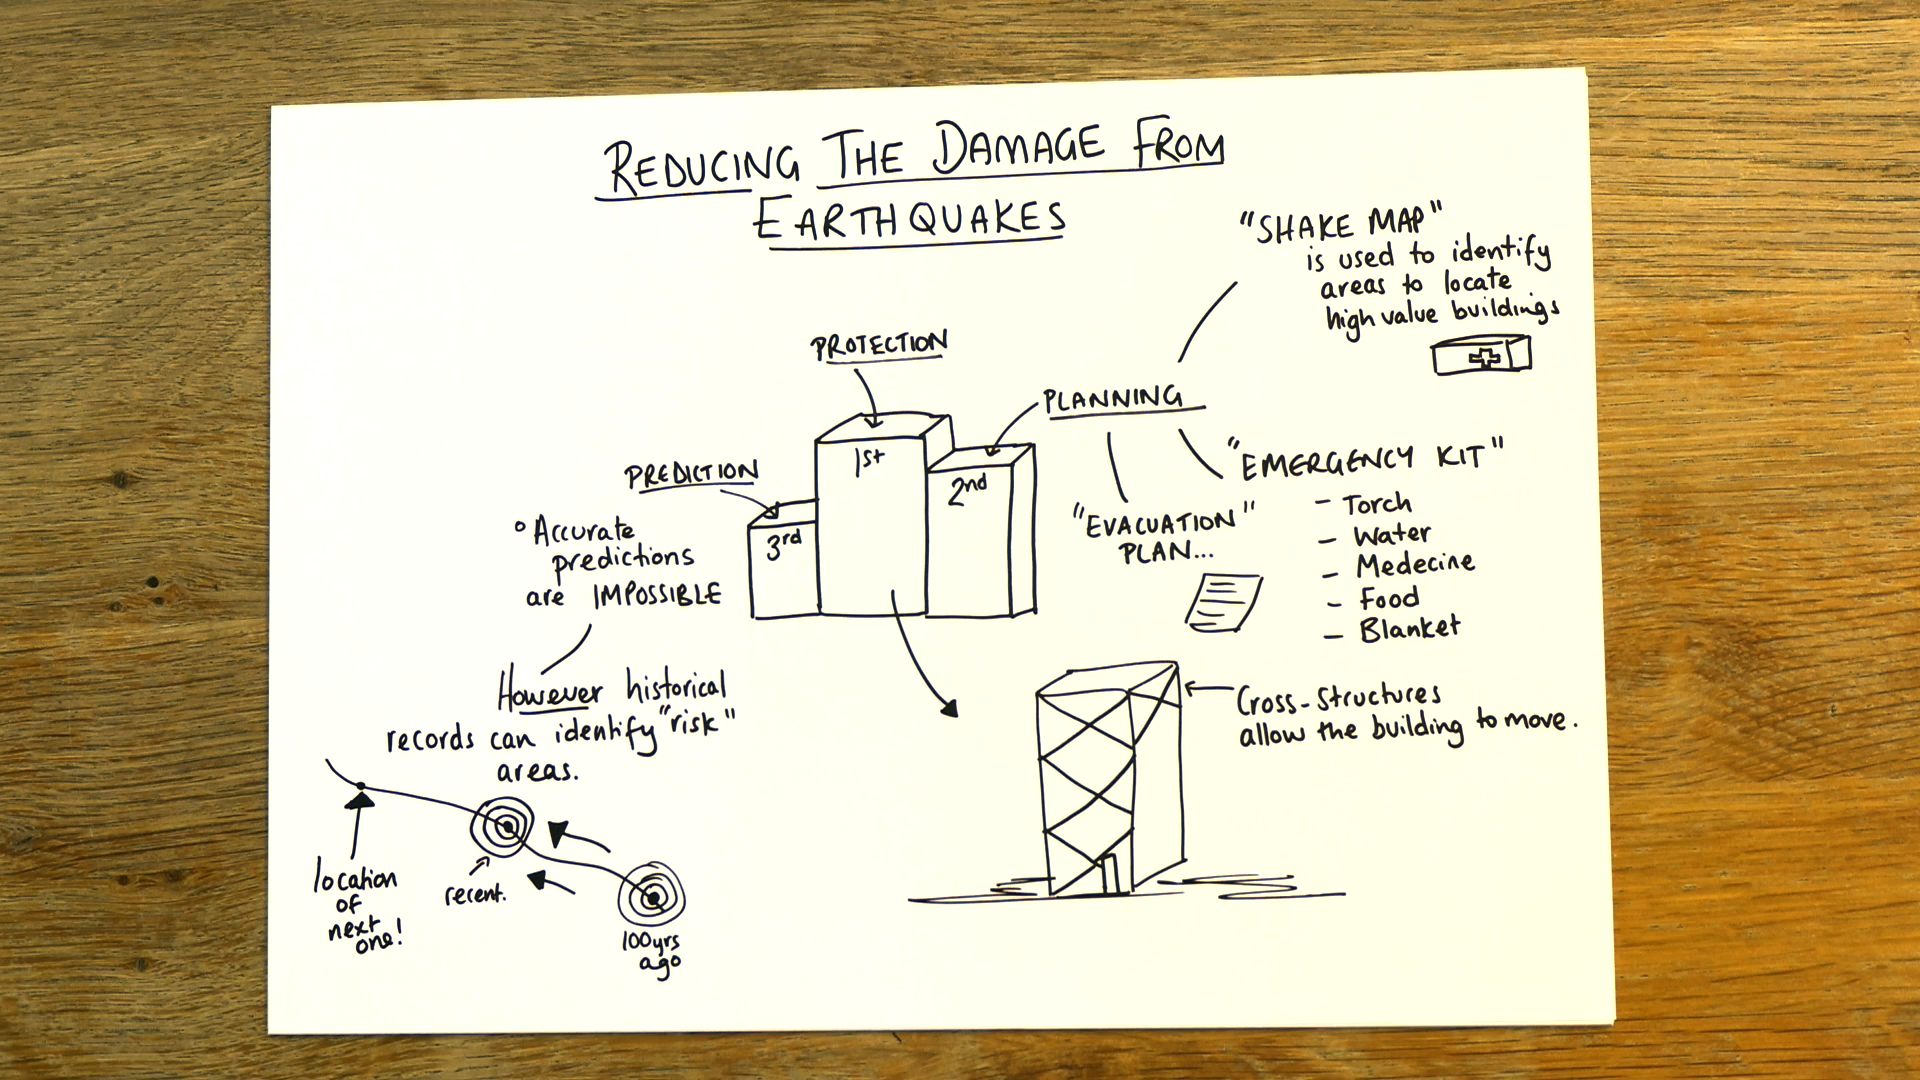 REDUCING THE DAMAGE FROM
EARTHQUAKES
"SHAKE MAP"
is used to identify
areas to locate
high value buildings
PROTECTION
PLANNING
PREDICTION
1st
2nd
3rd
° Accurate
predictions
are IMPOSSIBLE
However historical
records can identify "risk"
areas.
location
of
next
one!
recent.
100yrs
ago
"EVACUATION"
PLAN...
"EMERGENCY KIT"
- Torch
- Water
- Medecine
- Food
- Blanket
Cross-Structures
allow the building to move.